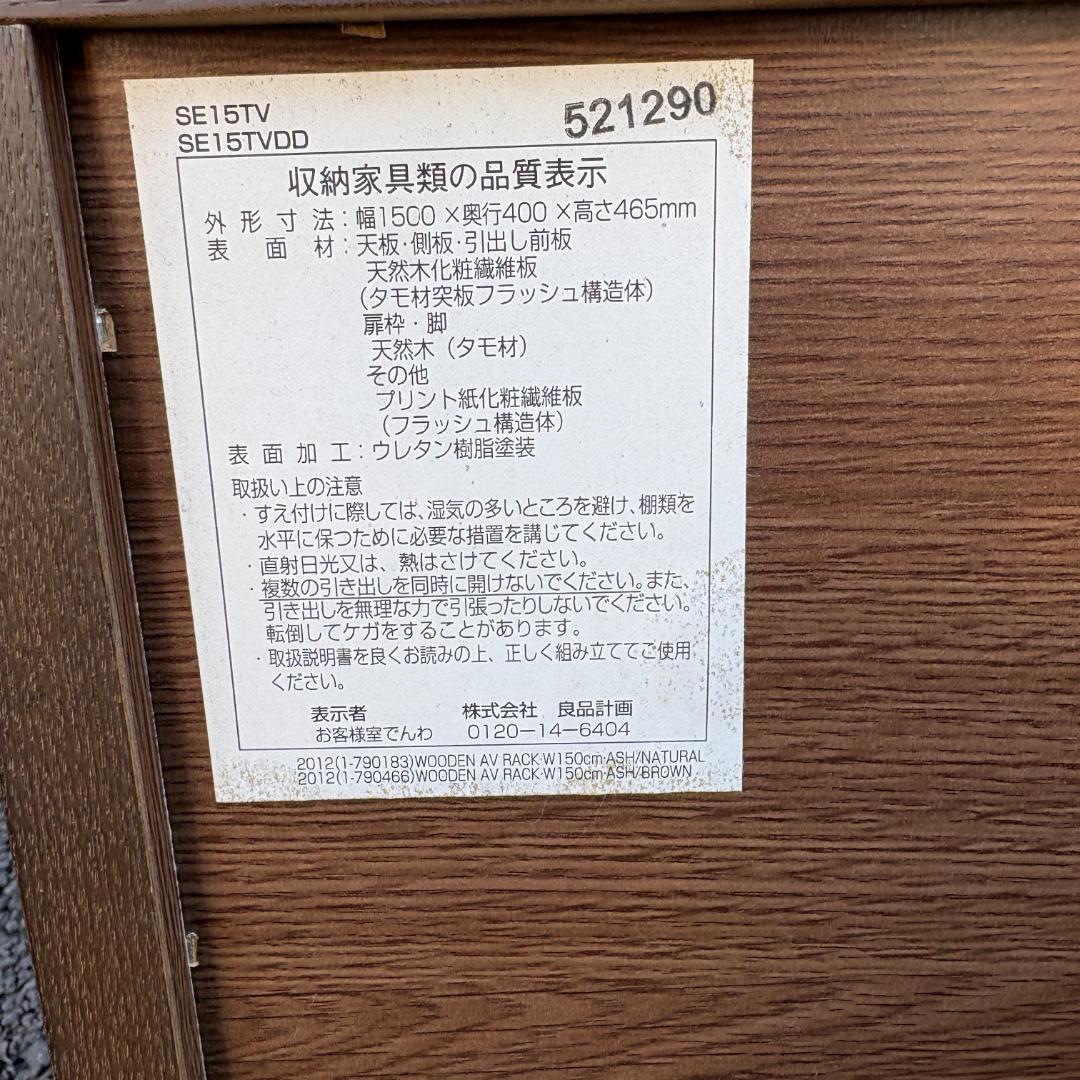 SE15TV
SE15TVDD
521290
収納家具類の品質表示
外形寸法：幅1500×奥行400×高さ465mm
表面材：天板・側板・引出し前板
天然木化粧繊維板
（タモ材突板フラッシュ構造体）
扉枠・脚
天然木（タモ材）
その他
プリント紙化粧繊維板
（フラッシュ構造体）
表面加工：ウレタン樹脂塗装
取扱い上の注意
・すえ付けに際しては、湿気の多いところを避け、棚類を
水平に保つために必要な措置を講じてください。
・直射日光又は、熱はさけてください。
・複数の引き出しを同時に開けないでください。また、
引き出しを無理な力で引張ったりしないでください。
転倒してケガをすることがあります。
・取扱説明書を良くお読みの上、正しく組み立ててご使用
ください。
表示者 株式会社 良品計画
お客様室でんわ 0120-14-6404
2012(1-790183)WOODEN AV RACK・W150cm・ASH/NATURAL
2012(1-790466)WOODEN AV RACK・W150cm・ASH/BROWN